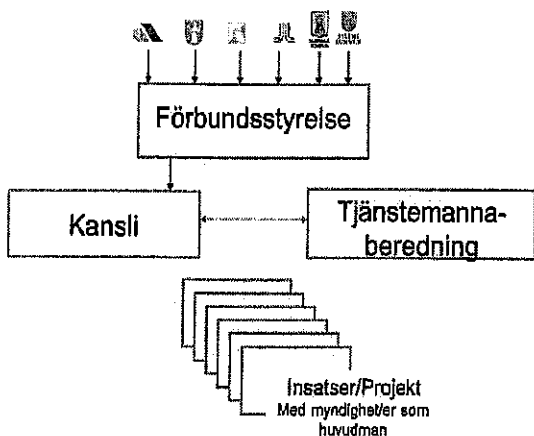 Förbundsstyrelse
Kansli
Tjänstemanna-
beredning
Insatser/Projekt
Med myndighet/er som
huvudman